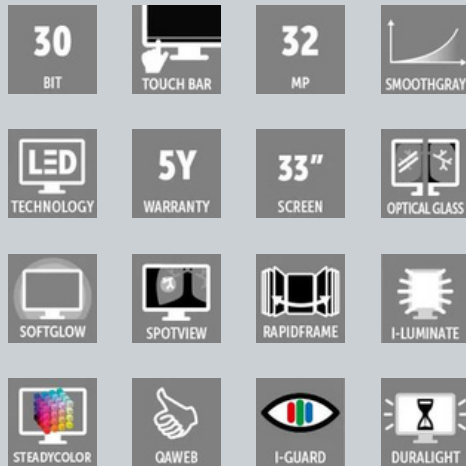 30
BIT
TOUCH BAR
32
MP
SMOOTHGRAY
LED
TECHNOLOGY
5Y
WARRANTY
33"
SCREEN
OPTICAL GLASS
SOFTGLOW
SPOTVIEW
RAPIDFRAME
I-LUMINATE
STEADYCOLOR
QAWEB
I-GUARD
DURALIGHT